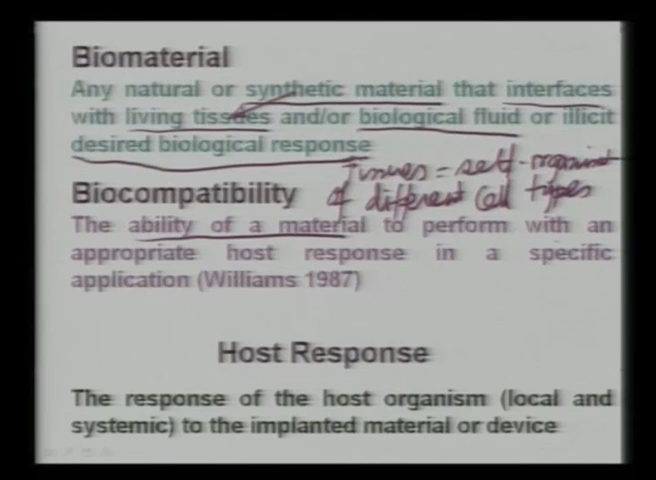 Biomaterial
Any natural or synthetic material that interfaces
with living tissues and/or biological fluid or illicit
desired biological response
Tissues = self-organisat
Biocompatibility
of different cell types
The ability of a material to perform with an
appropriate host response in a specific
application (Williams 1987)
Host Response
The response of the host organism (local and
systemic) to the implanted material or device